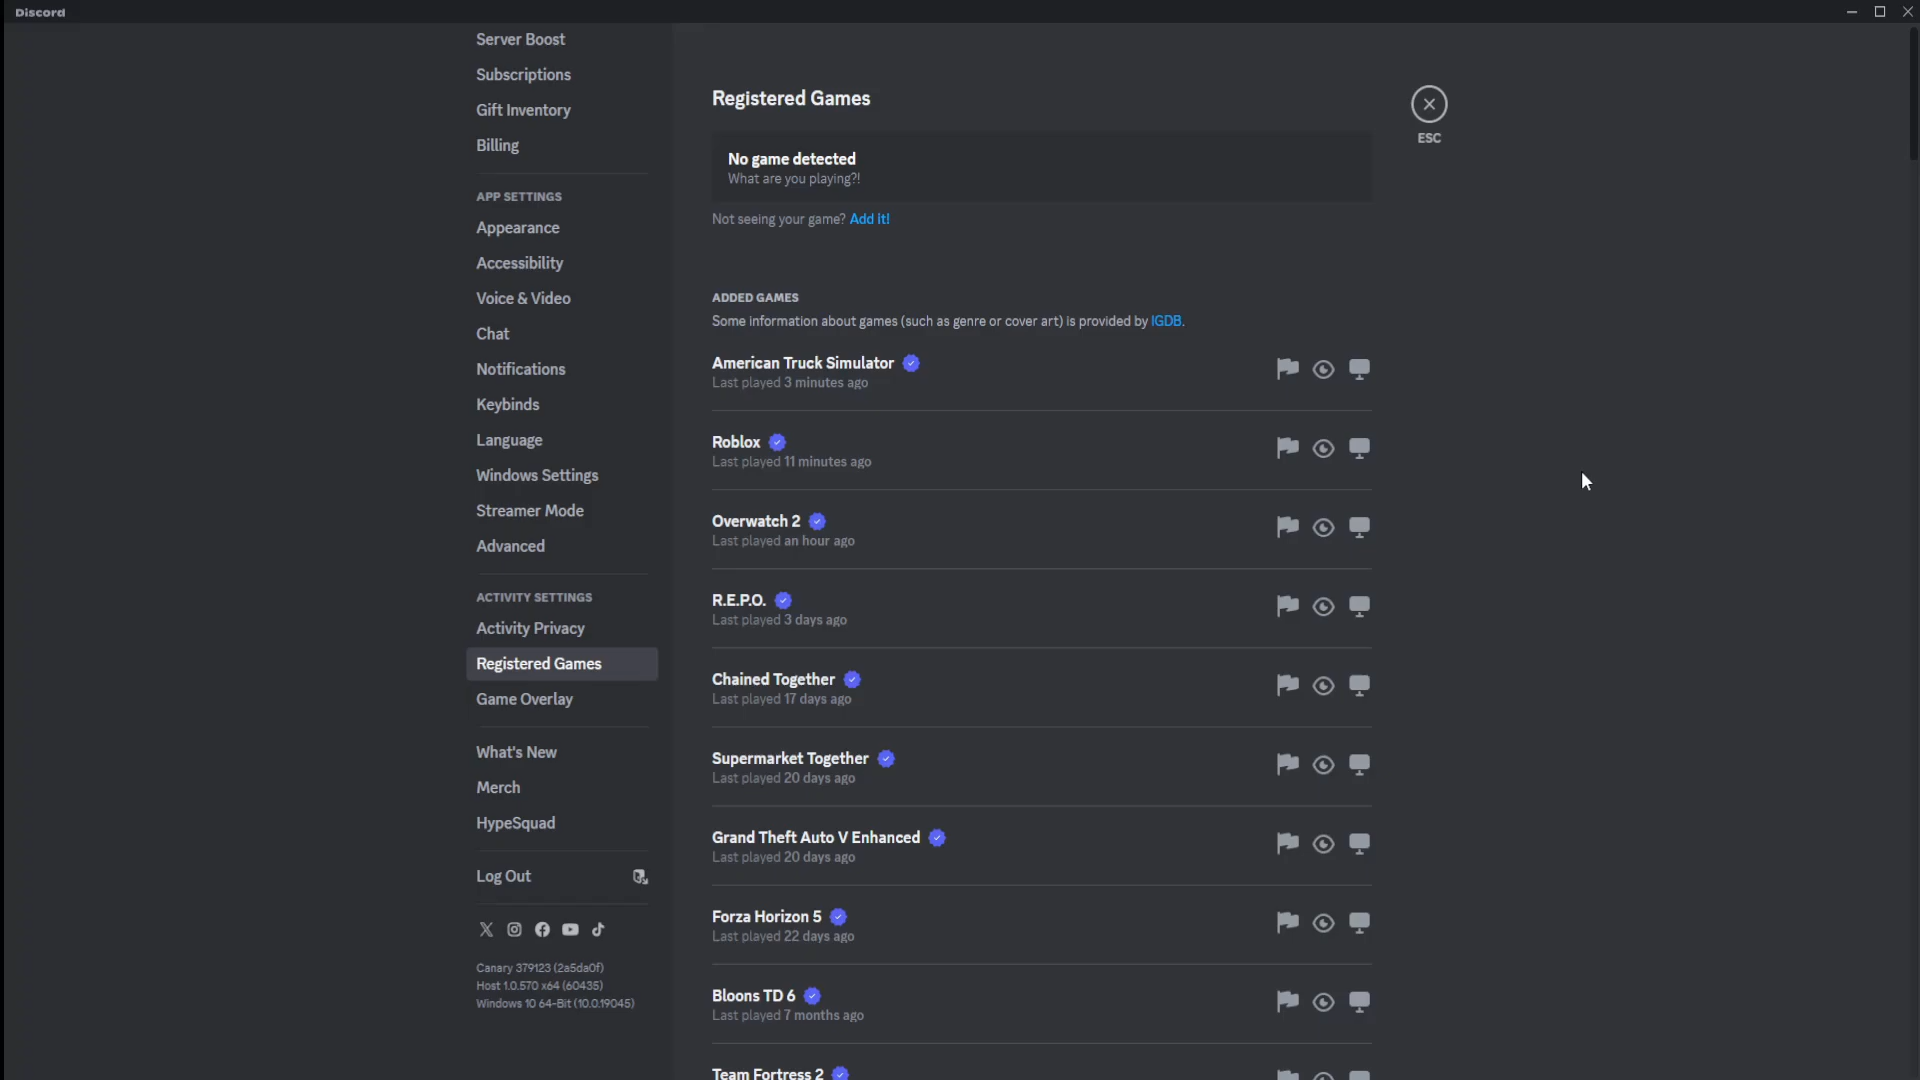 Discord
Server Boost
Subscriptions
Gift Inventory
Billing
APP SETTINGS
Appearance
Accessibility
Voice & Video
Chat
Notifications
Keybinds
Language
Windows Settings
Streamer Mode
Advanced
ACTIVITY SETTINGS
Activity Privacy
Registered Games
Game Overlay
What's New
Merch
HypeSquad
Log Out
Canary 379123 (2a5da0f)
Host 1.0.570 x64 (60435)
Windows 10 64-Bit (10.0.19045)
Registered Games
ESC
No game detected
What are you playing?!
Not seeing your game? Add it!
ADDED GAMES
Some information about games (such as genre or cover art) is provided by IGDB.
American Truck Simulator
Last played 3 minutes ago
Roblox
Last played 11 minutes ago
Overwatch 2
Last played an hour ago
R.E.P.O.
Last played 3 days ago
Chained Together
Last played 17 days ago
Supermarket Together
Last played 20 days ago
Grand Theft Auto V Enhanced
Last played 20 days ago
Forza Horizon 5
Last played 22 days ago
Bloons TD 6
Last played 7 months ago
Team Fortress 2